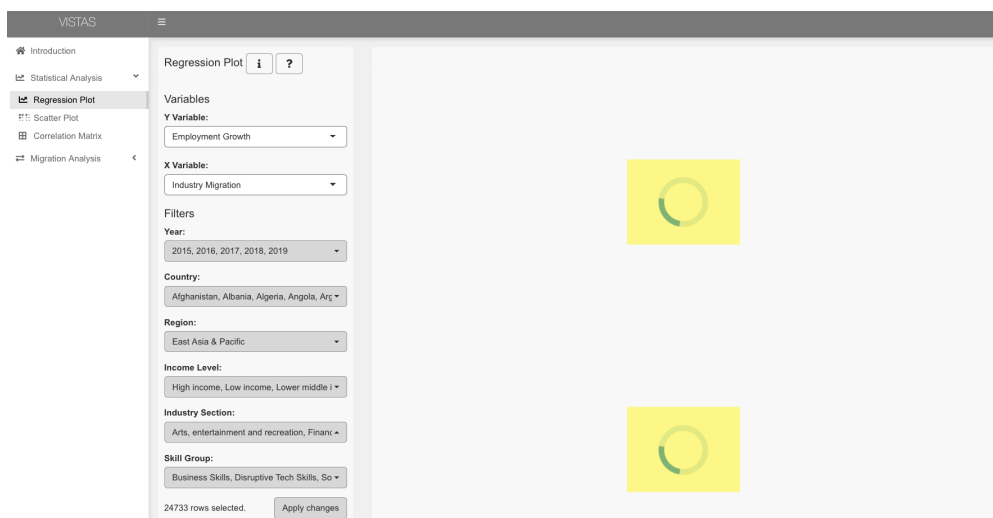 VISTAS
Introduction
Statistical Analysis
Regression Plot
Scatter Plot
Correlation Matrix
Migration Analysis
Regression Plot i ?
Variables
Y Variable:
Employment Growth
X Variable:
Industry Migration
Filters
Year:
2015, 2016, 2017, 2018, 2019
Country:
Afghanistan, Albania, Algeria, Angola, Arg
Region:
East Asia & Pacific
Income Level:
High income, Low income, Lower middle i
Industry Section:
Arts, entertainment and recreation, Financ
Skill Group:
Business Skills, Disruptive Tech Skills, So
24733 rows selected. Apply changes